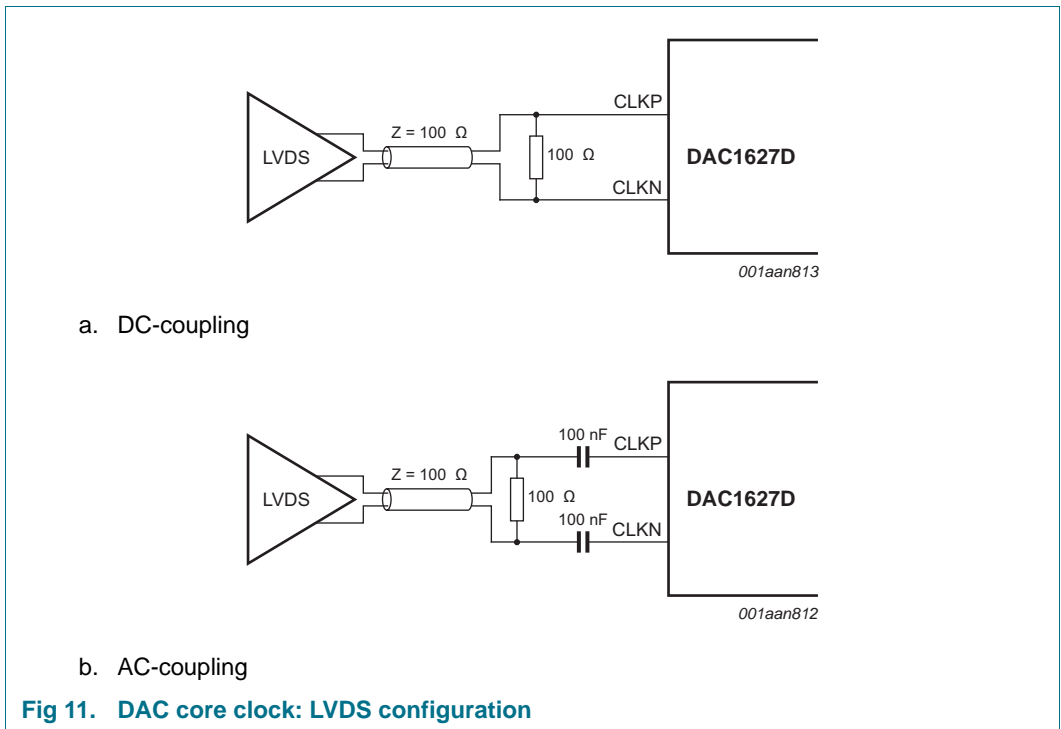 CLKP
Z = 100 Ω
LVDS
100 Ω
DAC1627D
CLKN
001aan813
a. DC-coupling
100 nF
CLKP
Z = 100 Ω
LVDS
100 Ω
DAC1627D
100 nF
CLKN
001aan812
b. AC-coupling
Fig 11. DAC core clock: LVDS configuration